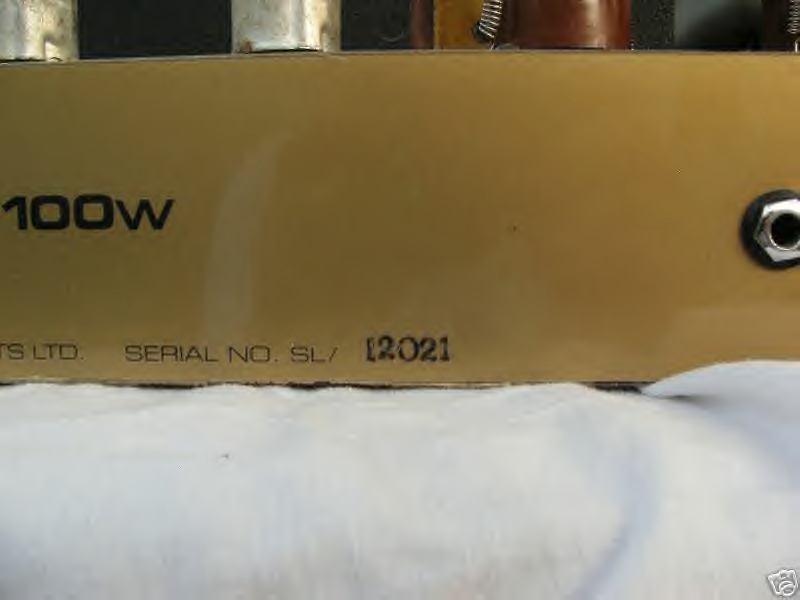 100W
TS LTD. SERIAL NO. SL/ 12021